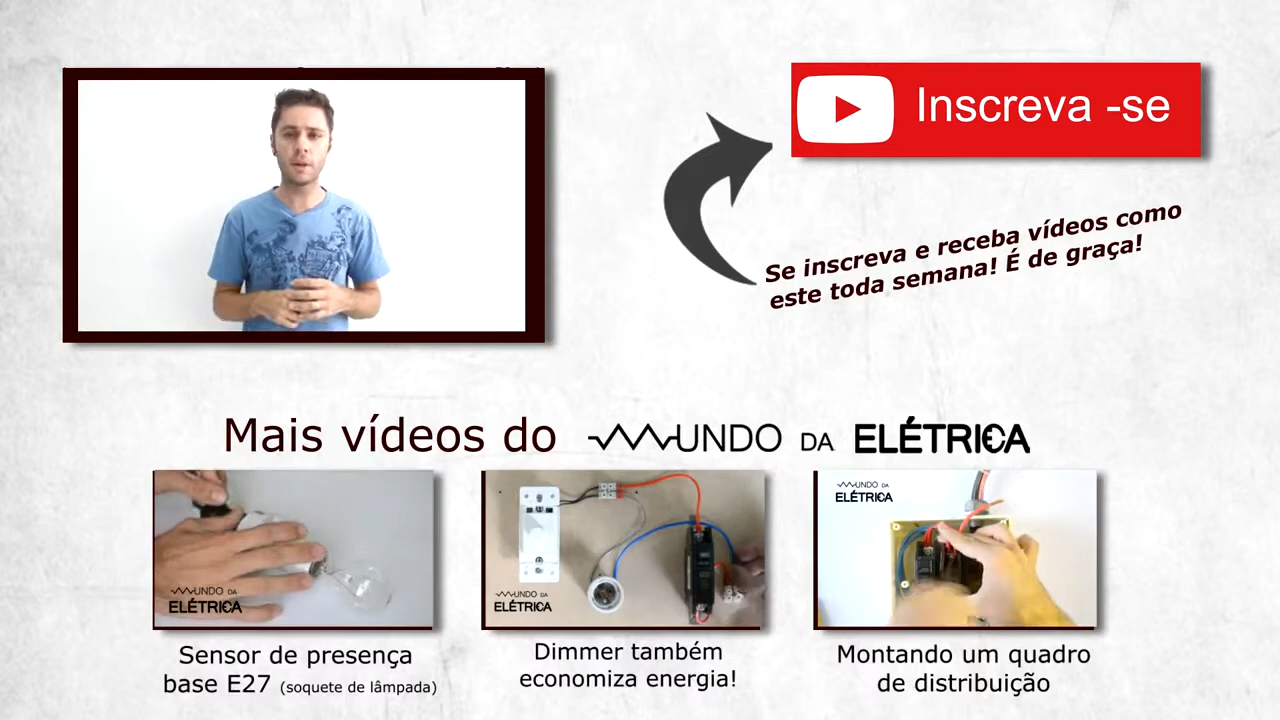 Inscreva -se
Se inscreva e receba vídeos como
este toda semana! É de graça!
Mais vídeos do MUNDO DA ELÉTRICA
MUNDO DA
ELÉTRICA
MUNDO DA
ELÉTRICA
MUNDO DA
ELÉTRICA
Sensor de presença
base E27 (soquete de lâmpada)
Dimmer também
economiza energia!
Montando um quadro
de distribuição